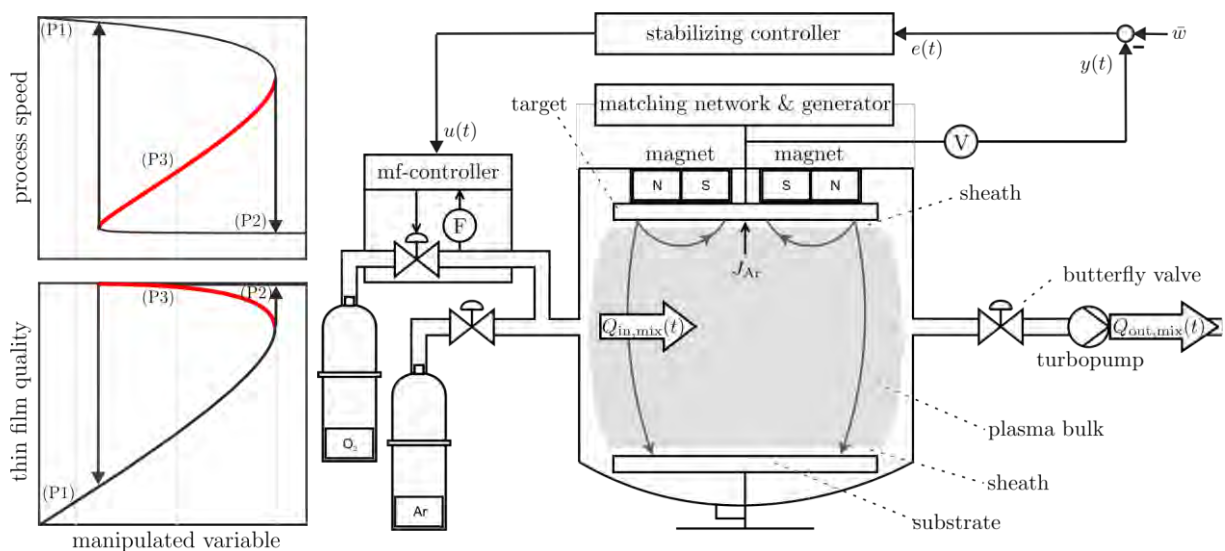 (P1)
(P3)
(P2)
process speed
(P3)
(P2)
(P1)
thin film quality
manipulated variable
stabilizing controller
e(t)
w̄
y(t)
u(t)
target
matching network & generator
V
magnet
magnet
N
S
S
N
sheath
mf-controller
F
J_Ar
butterfly valve
Q_in,mix(t)
Q_out,mix(t)
turbopump
O₂
Ar
plasma bulk
sheath
substrate